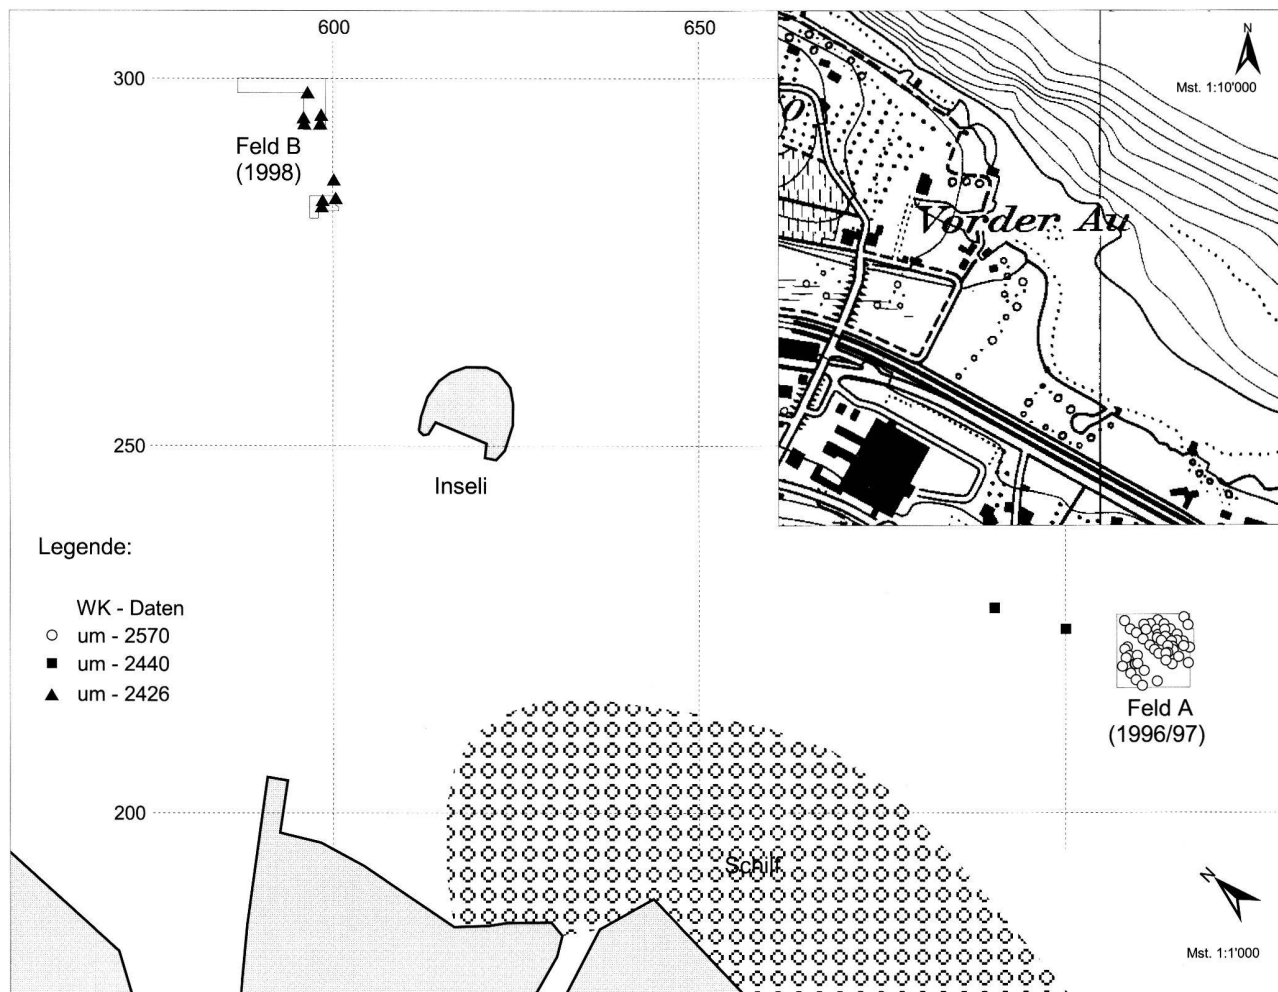 600
650
300
Feld B
(1998)
250
Inseli
N
Mst. 1:10'000
Vorder Au
Legende:
WK - Daten
um - 2570
um - 2440
um - 2426
Feld A
(1996/97)
200
Schilf
N
Mst. 1:1'000